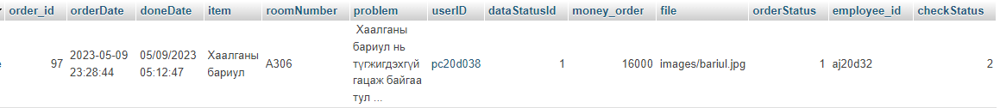 order_id orderDate doneDate item roomNumber problem userID dataStatusId money_order file orderStatus employee_id checkStatus
97 2023-05-09 23:28:44 05/09/2023 05:12:47 Хаалганы бариул A306 Хаалганы бариул нь түгжигдэхгүй гацаж байгаа тул ... pc20d038 1 16000 images/bariul.jpg 1 aj20d32 2